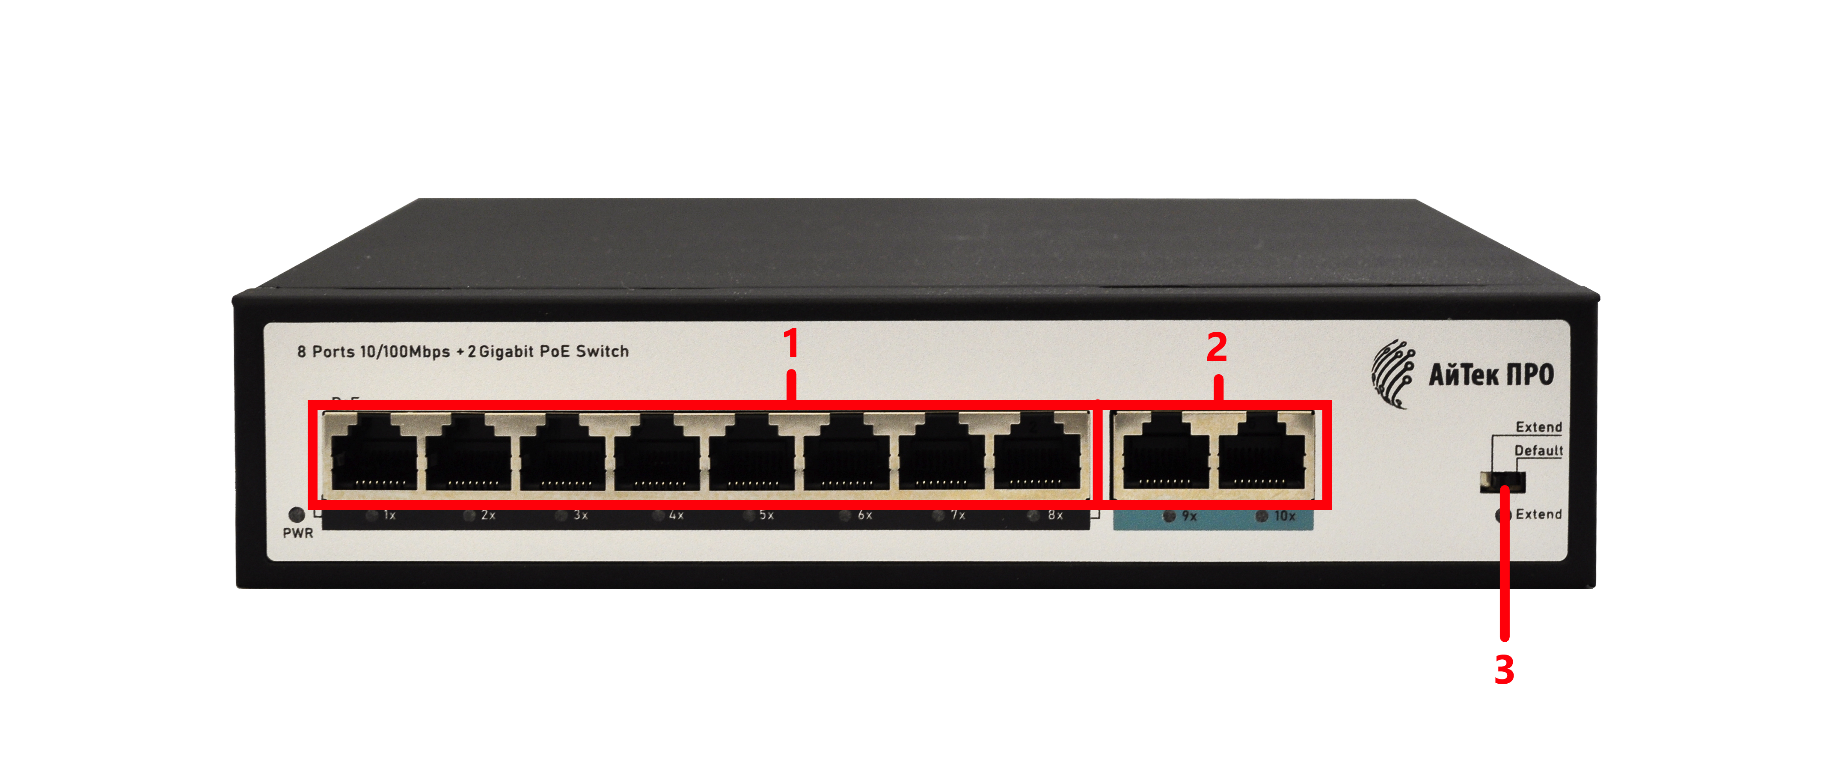 1
2
8 Ports 10/100Mbps + 2 Gigabit PoE Switch
АйТек ПРО
PoE
Extend
Default
PWR
1x 2x 3x 4x 5x 6x 7x 8x 9x 10x
Extend
3